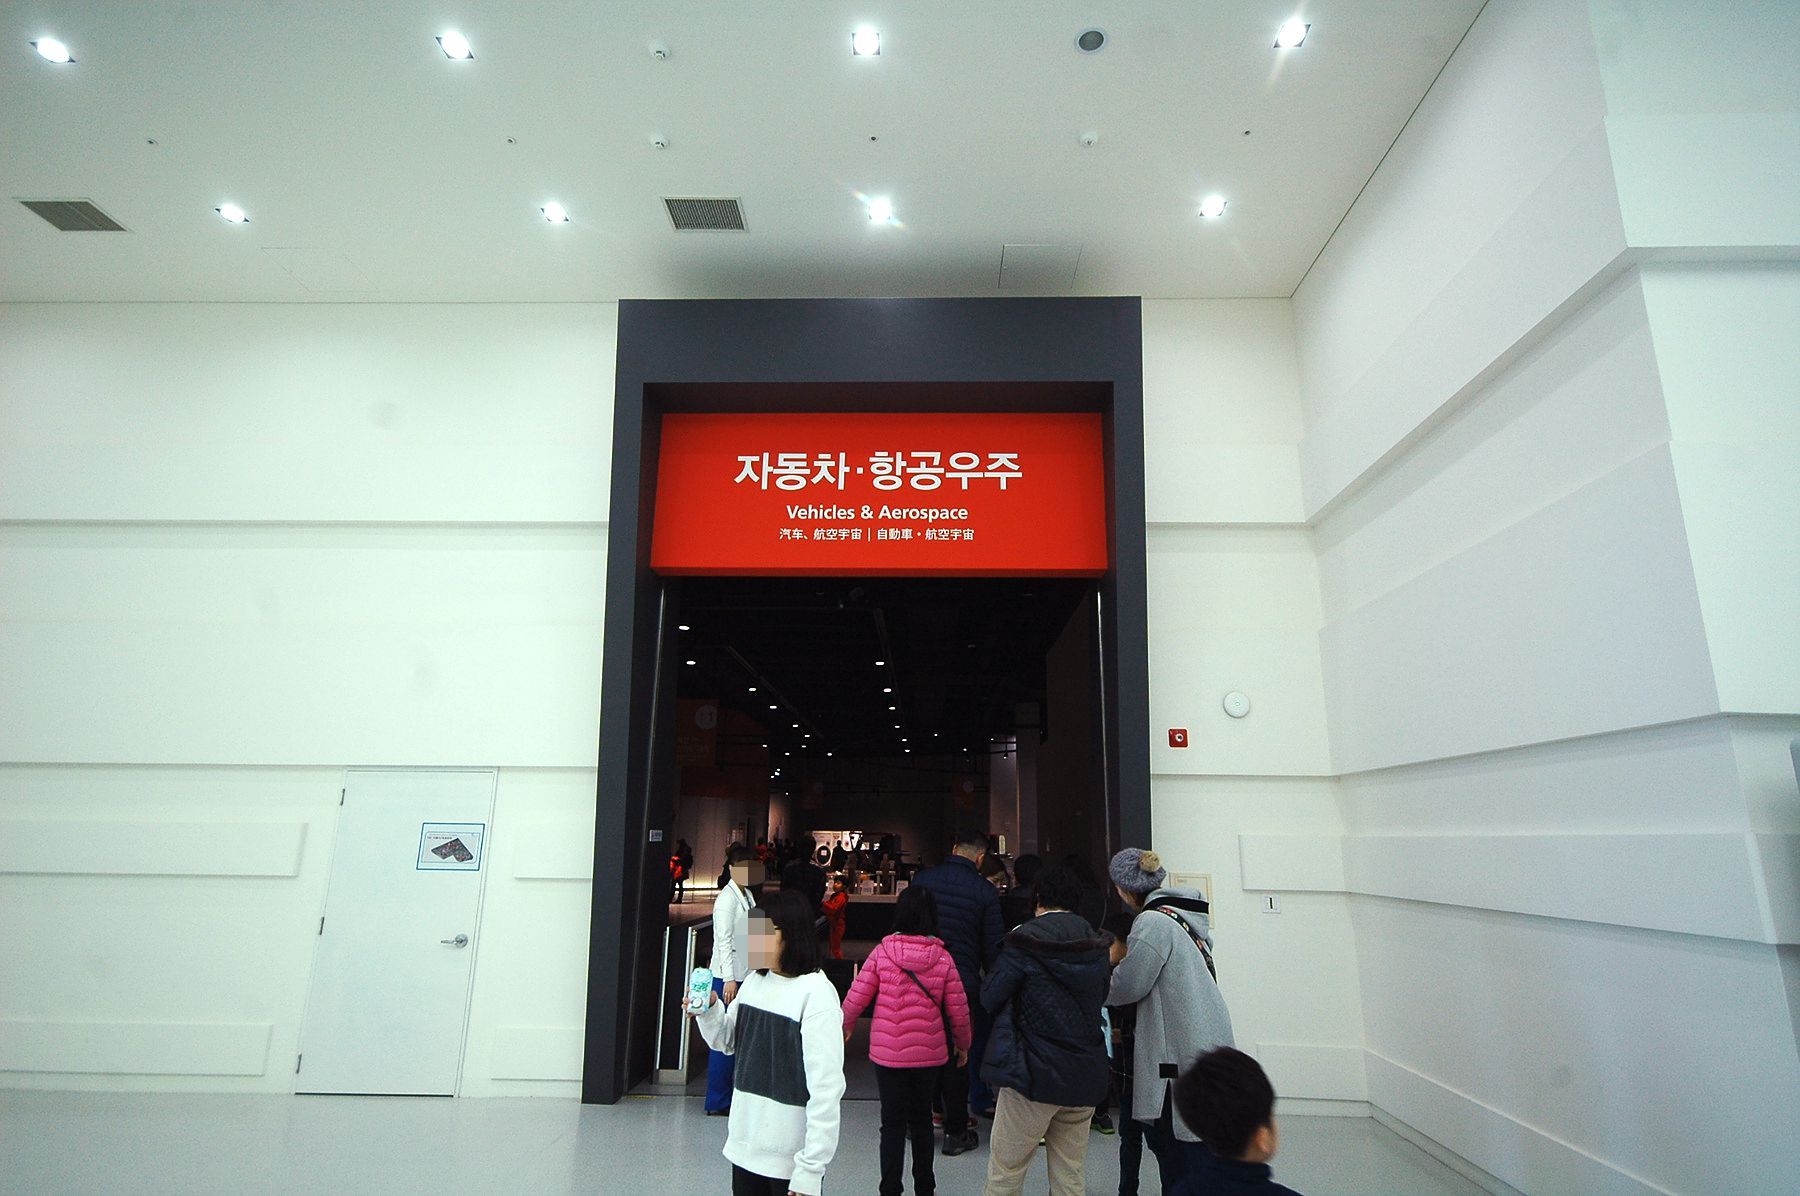 자동차·항공우주
Vehicles & Aerospace
汽车、航空宇宙 | 自動車・航空宇宙